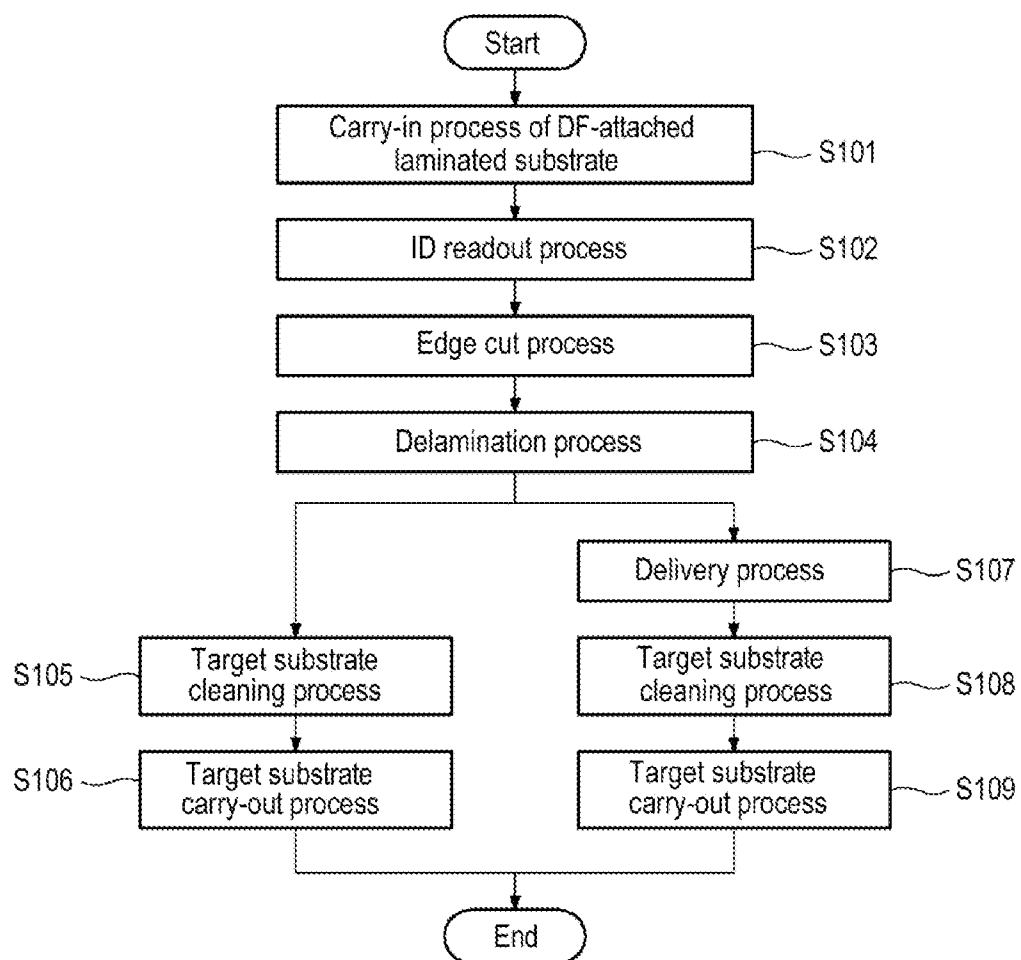 Start
Carry-in process of DF-attached
laminated substrate
S101
ID readout process
S102
Edge cut process
S103
Delamination process
S104
Delivery process
S107
S105
Target substrate
cleaning process
Target substrate
cleaning process
S108
S106
Target substrate
carry-out process
Target substrate
carry-out process
S109
End